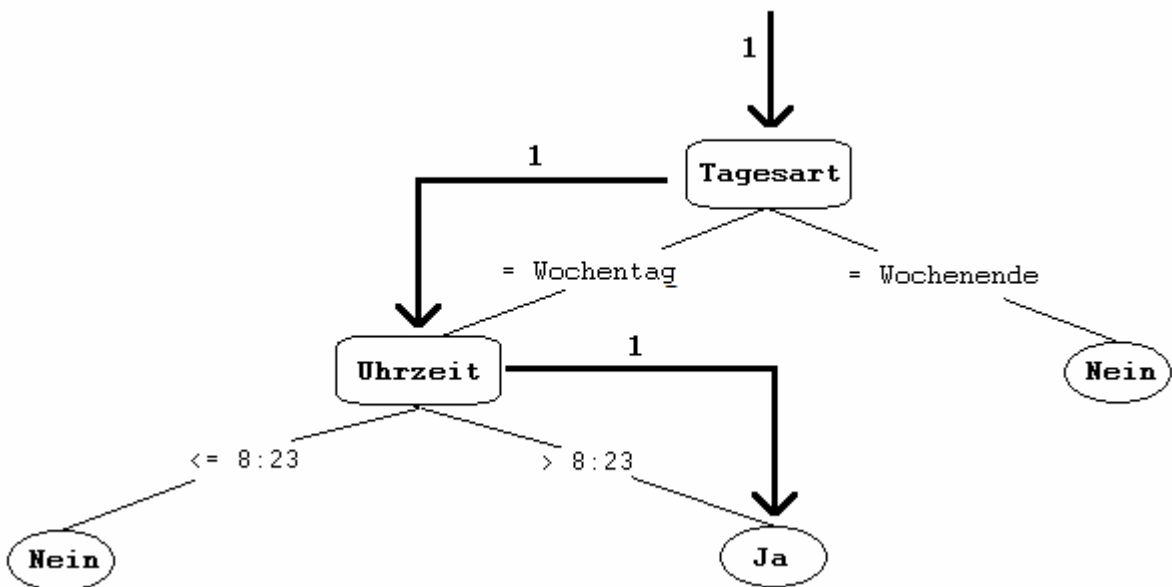 1
Tagesart
1
= Wochentag
= Wochenende
Uhrzeit
1
Nein
<= 8:23
> 8:23
Nein
Ja